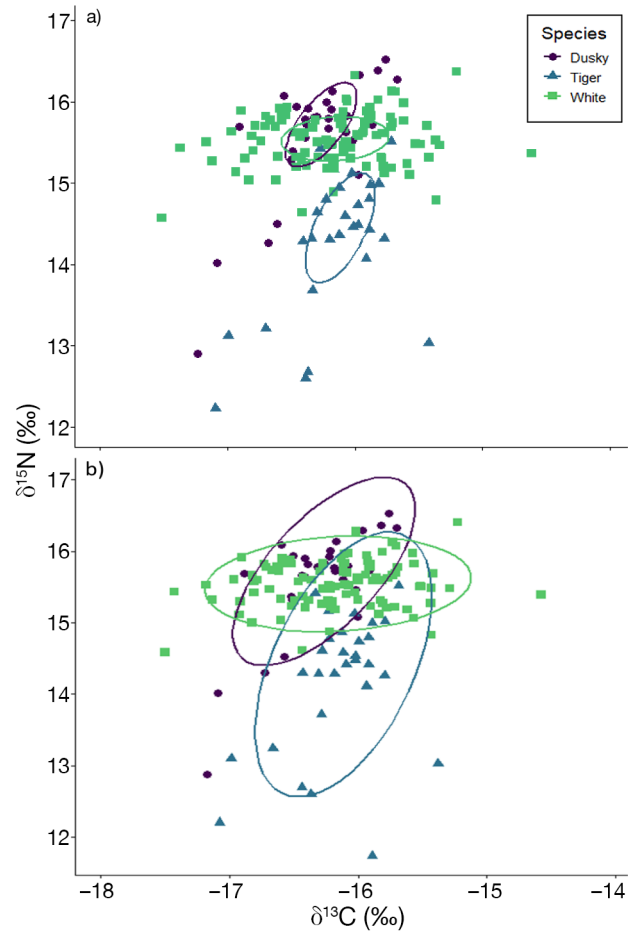 a)
Species
Dusky
Tiger
White
17
16
15
14
13
12
δ15N (‰)
b)
17
16
15
14
13
12
−18
−17
−16
−15
−14
δ13C (‰)